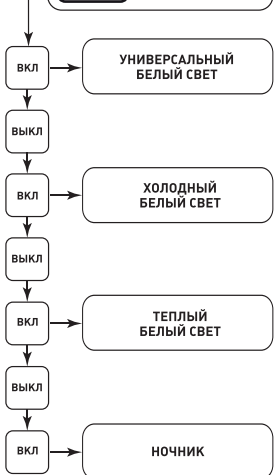 ВКЛ
УНИВЕРСАЛЬНЫЙ
БЕЛЫЙ СВЕТ
ВЫКЛ
ВКЛ
ХОЛОДНЫЙ
БЕЛЫЙ СВЕТ
ВЫКЛ
ВКЛ
ТЕПЛЫЙ
БЕЛЫЙ СВЕТ
ВЫКЛ
ВКЛ
НОЧНИК